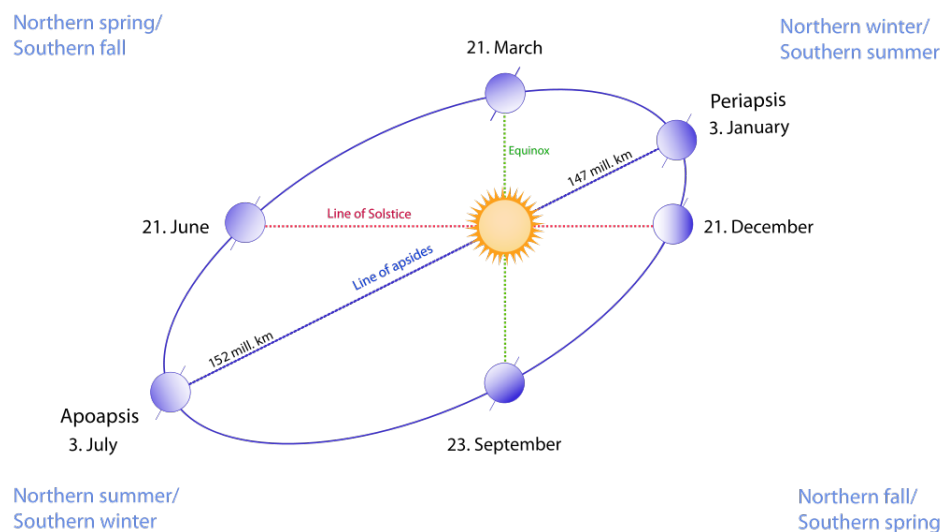 Northern spring/
Southern fall
Northern winter/
Southern summer
21. March
Periapsis
3. January
Equinox
147 mill. km
21. June
Line of Solstice
21. December
Line of apsides
152 mill. km
Apoapsis
3. July
23. September
Northern summer/
Southern winter
Northern fall/
Southern spring